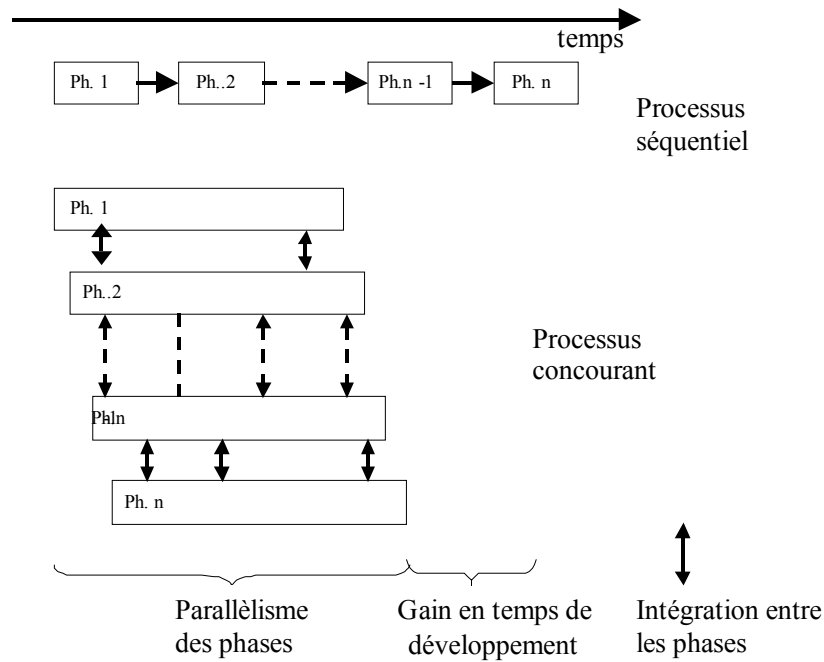 temps
Ph. 1
Ph..2
Ph.n -1
Ph. n
Processus
séquentiel
Ph. 1
Ph..2
Processus
concourant
Ph. n
Parallèlisme
des phases
Gain en temps de
développement
Intégration entre
les phases